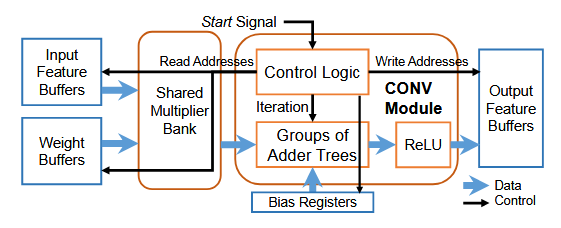 Start Signal
Input
Feature
Buffers
Read Addresses
Control Logic
Write Addresses
CONV
Module
Shared
Multiplier
Bank
Output
Feature
Buffers
Iteration
Weight
Buffers
Groups of
Adder Trees
ReLU
Bias Registers
Data
Control